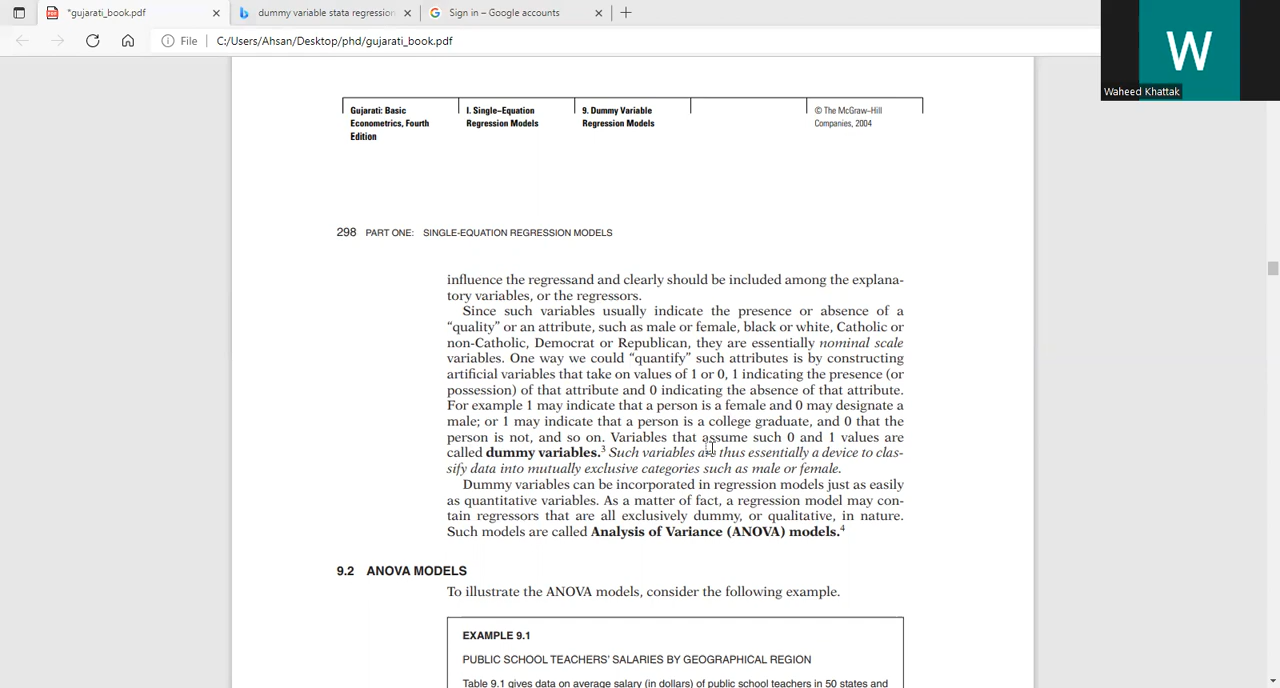 *gujarati_book.pdf
dummy variable stata regression
Sign in – Google accounts
File
C:/Users/Ahsan/Desktop/phd/gujarati_book.pdf
W
Waheed Khattak
Gujarati: Basic
Econometrics, Fourth
Edition
I. Single–Equation
Regression Models
9. Dummy Variable
Regression Models
© The McGraw–Hill
Companies, 2004
298 PART ONE: SINGLE-EQUATION REGRESSION MODELS
influence the regressand and clearly should be included among the explana-
tory variables, or the regressors.
Since such variables usually indicate the presence or absence of a
“quality” or an attribute, such as male or female, black or white, Catholic or
non-Catholic, Democrat or Republican, they are essentially nominal scale
variables. One way we could “quantify” such attributes is by constructing
artificial variables that take on values of 1 or 0, 1 indicating the presence (or
possession) of that attribute and 0 indicating the absence of that attribute.
For example 1 may indicate that a person is a female and 0 may designate a
male; or 1 may indicate that a person is a college graduate, and 0 that the
person is not, and so on. Variables that assume such 0 and 1 values are
called dummy variables.3 Such variables are thus essentially a device to clas-
sify data into mutually exclusive categories such as male or female.
Dummy variables can be incorporated in regression models just as easily
as quantitative variables. As a matter of fact, a regression model may con-
tain regressors that are all exclusively dummy, or qualitative, in nature.
Such models are called Analysis of Variance (ANOVA) models.4
9.2 ANOVA MODELS
To illustrate the ANOVA models, consider the following example.
EXAMPLE 9.1
PUBLIC SCHOOL TEACHERS’ SALARIES BY GEOGRAPHICAL REGION
Table 9.1 gives data on average salary (in dollars) of public school teachers in 50 states and